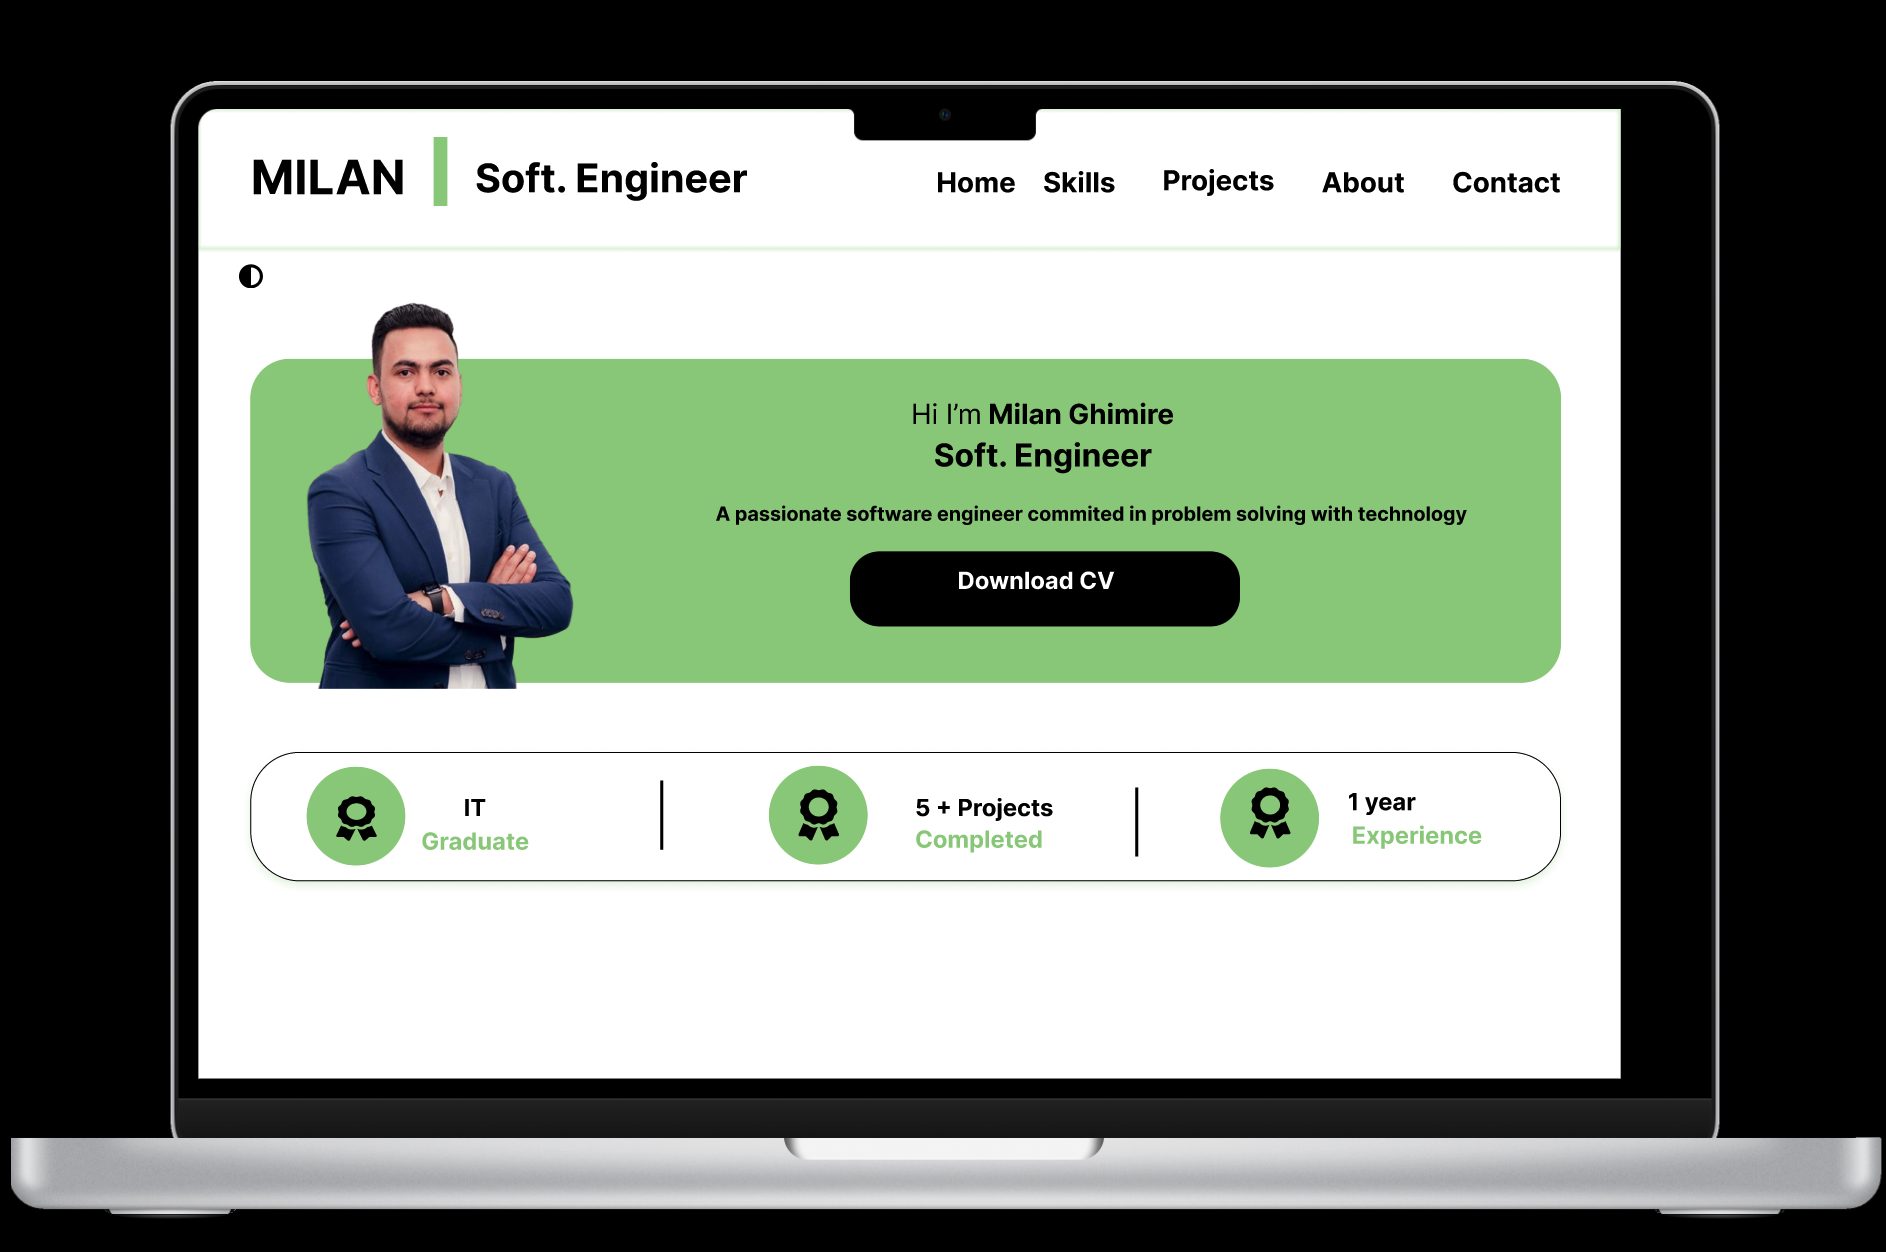 MILAN
Soft. Engineer
Home Skills Projects About Contact
Hi I’m Milan Ghimire
Soft. Engineer
A passionate software engineer commited in problem solving with technology
Download CV
IT
Graduate
5 + Projects
Completed
1 year
Experience